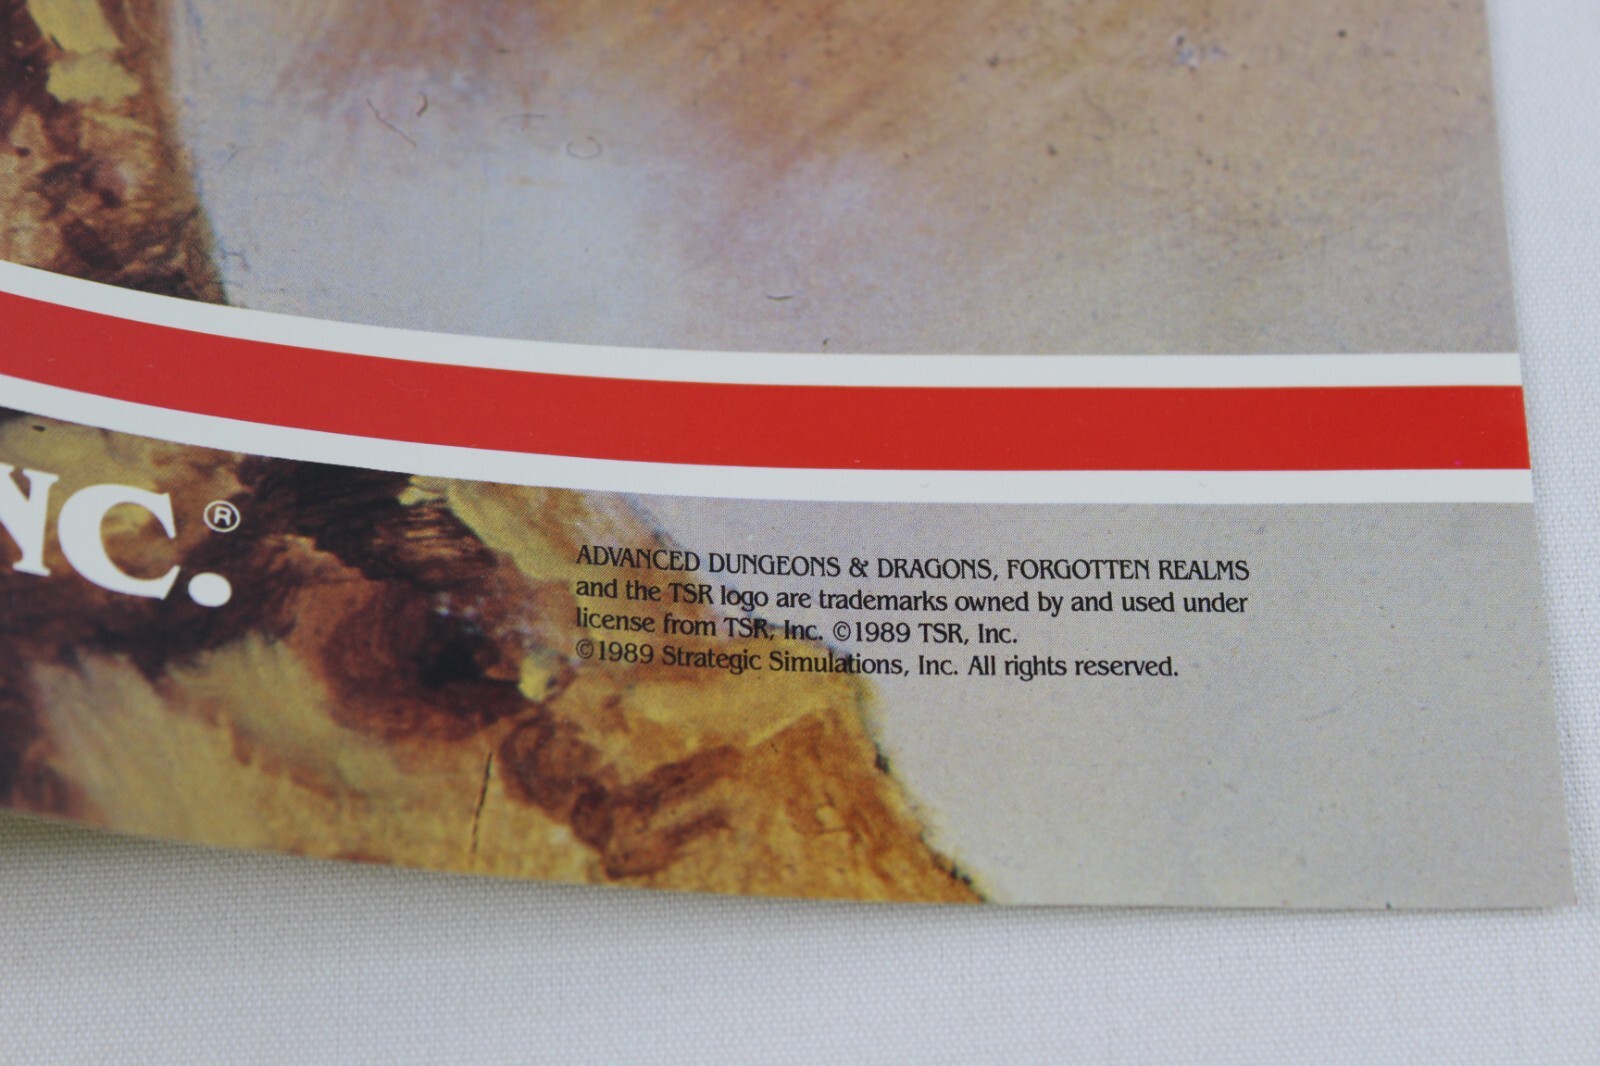 NC.®
ADVANCED DUNGEONS & DRAGONS, FORGOTTEN REALMS
and the TSR logo are trademarks owned by and used under
license from TSR, Inc. ©1989 TSR, Inc.
©1989 Strategic Simulations, Inc. All rights reserved.